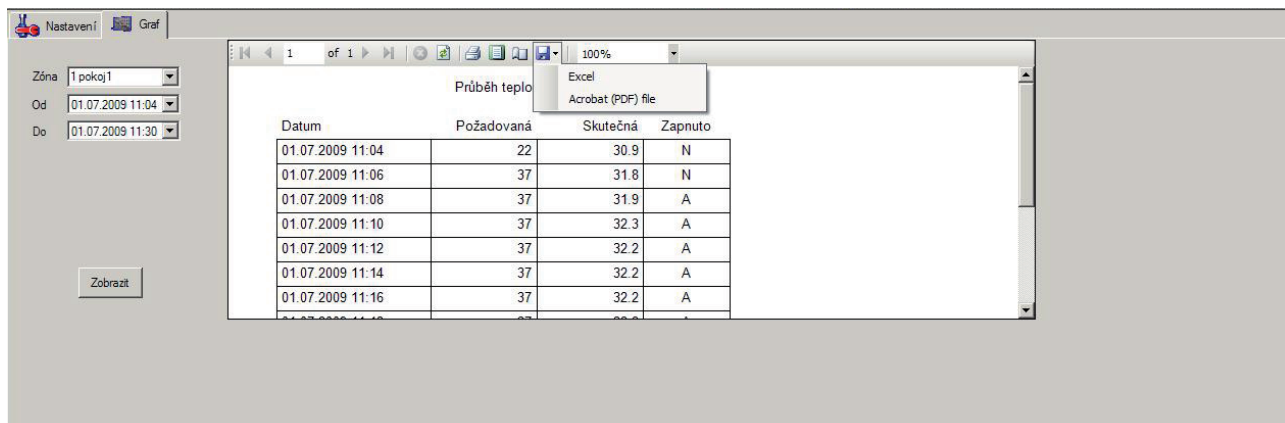 Nastavení Graf
1 of 1 100%
Zóna 1 pokoj1
Od 01.07.2009 11:04
Do 01.07.2009 11:30
Zobrazit
Excel
Acrobat (PDF) file
Průběh teplo
Datum Požadovaná Skutečná Zapnuto
01.07.2009 11:04 22 30.9 N
01.07.2009 11:06 37 31.8 N
01.07.2009 11:08 37 31.9 A
01.07.2009 11:10 37 32.3 A
01.07.2009 11:12 37 32.2 A
01.07.2009 11:14 37 32.2 A
01.07.2009 11:16 37 32.2 A